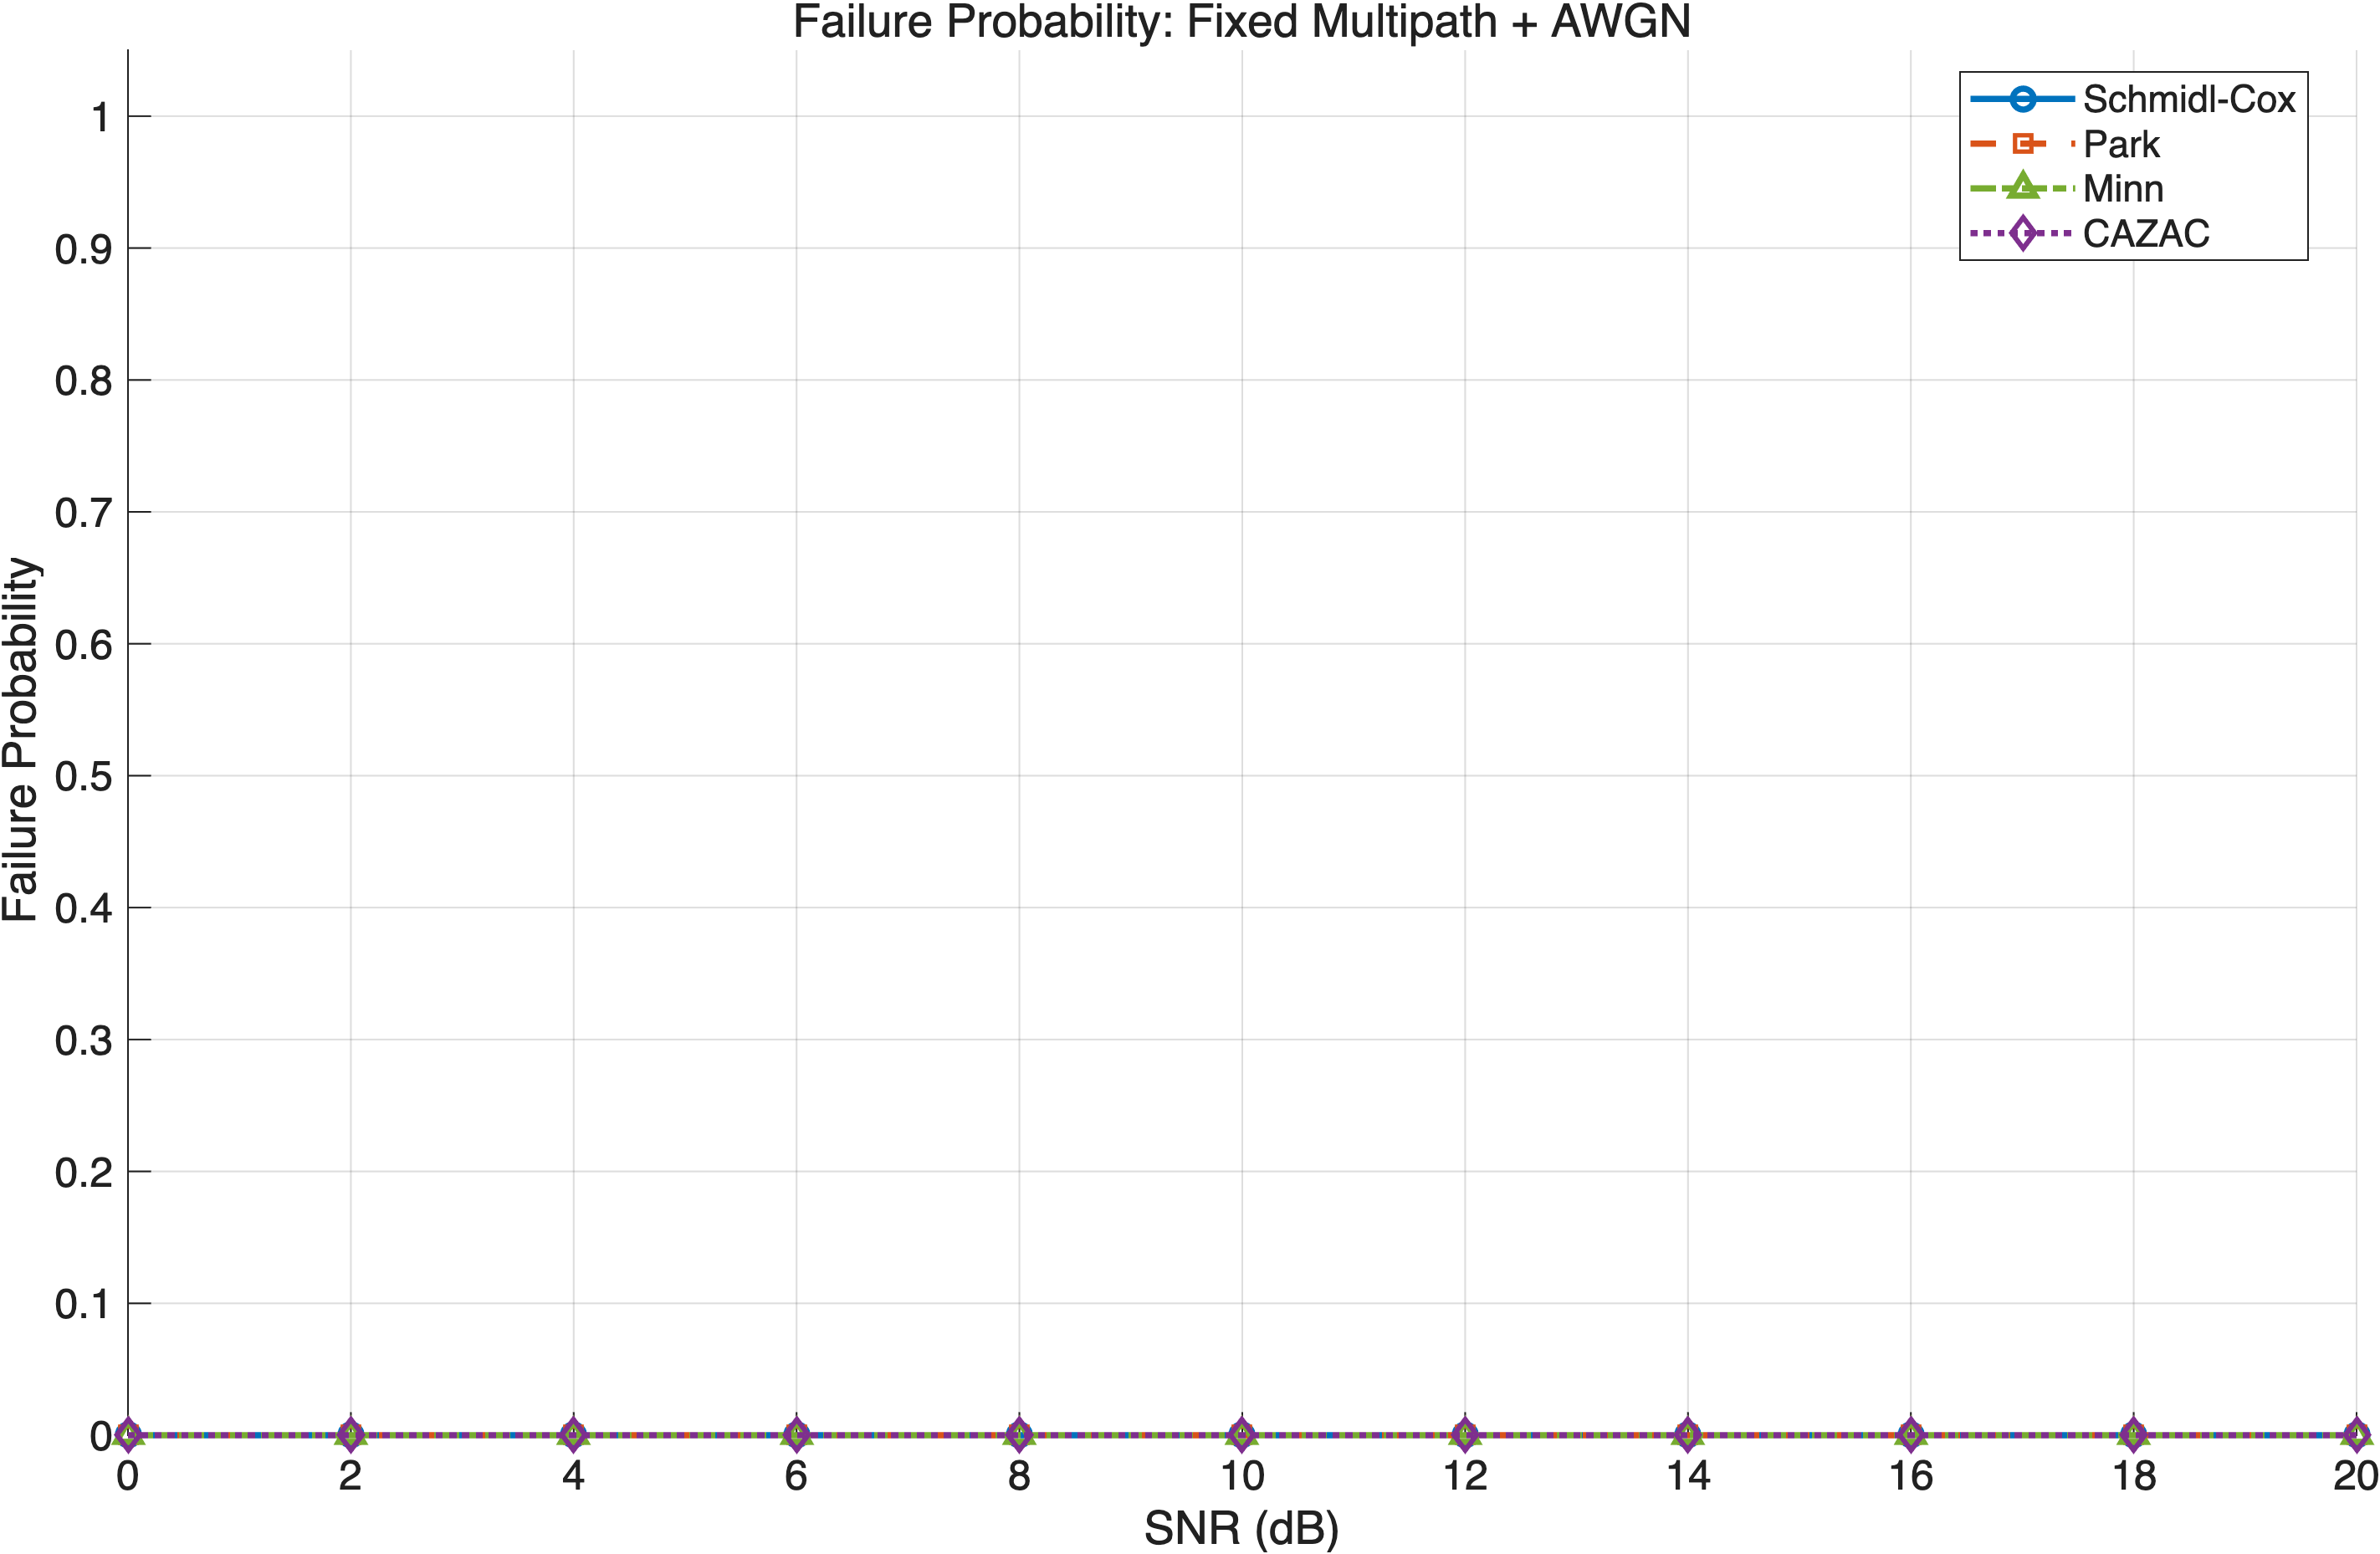 Failure Probability: Fixed Multipath + AWGN
Schmidl-Cox
Park
Minn
CAZAC
Failure Probability
1
0.9
0.8
0.7
0.6
0.5
0.4
0.3
0.2
0.1
0
0 2 4 6 8 10 12 14 16 18 20
SNR (dB)